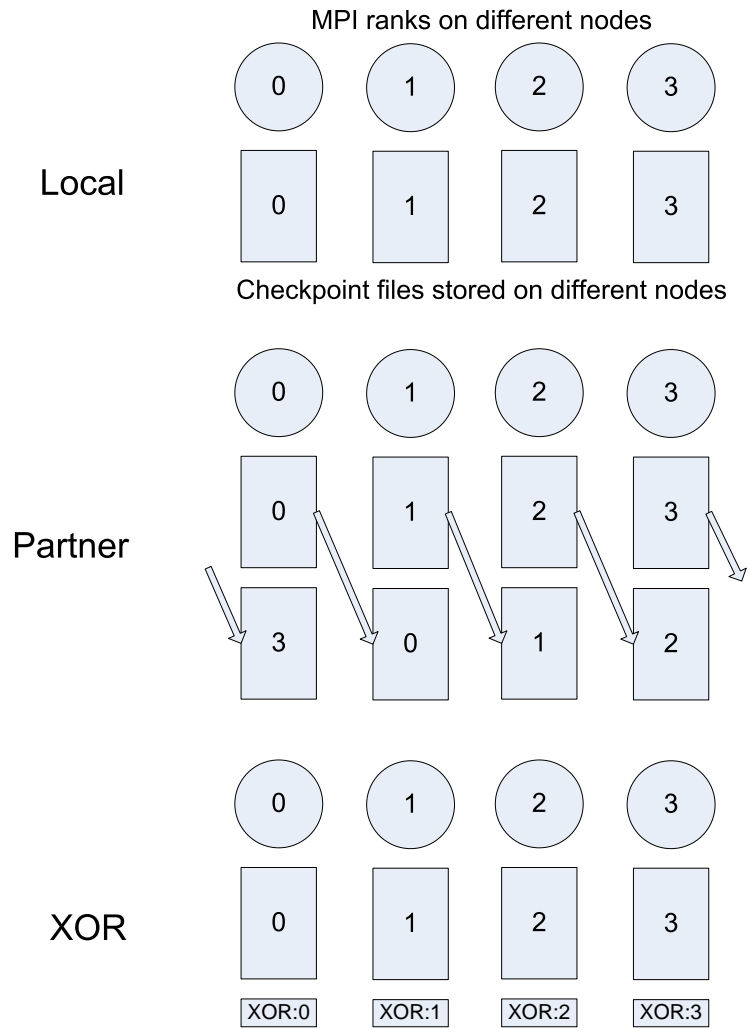 MPI ranks on different nodes
0 1 2 3
Local
0 1 2 3
Checkpoint files stored on different nodes
0 1 2 3
0 1 2 3
Partner
3 0 1 2
0 1 2 3
XOR
0 1 2 3
XOR:0 XOR:1 XOR:2 XOR:3